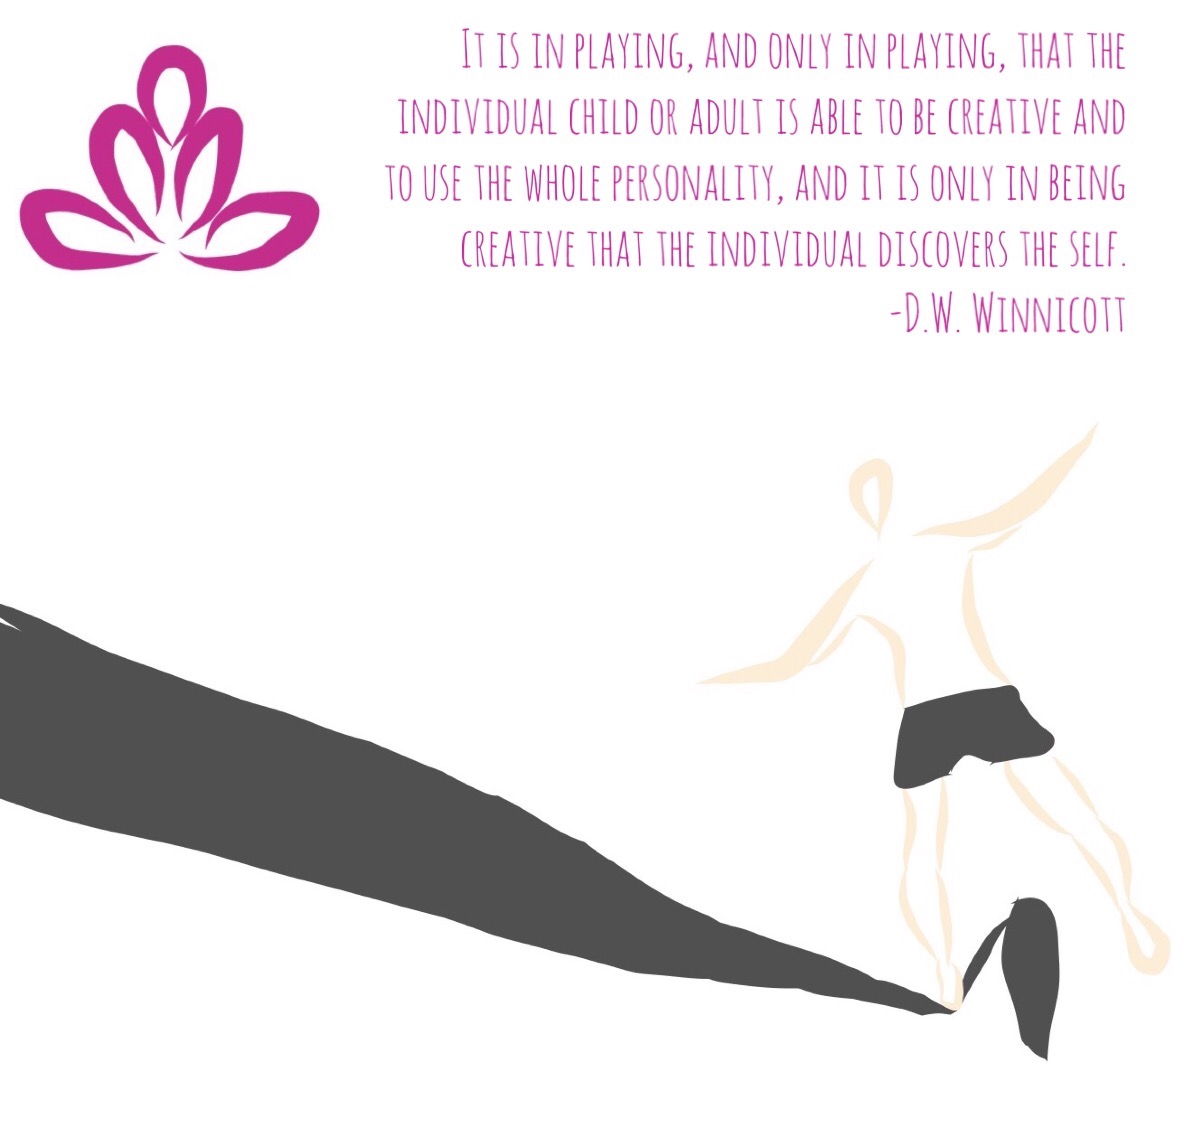 It is in playing, and only in playing, that the
individual child or adult is able to be creative and
to use the whole personality, and it is only in being
creative that the individual discovers the self.
-D.W. Winnicott